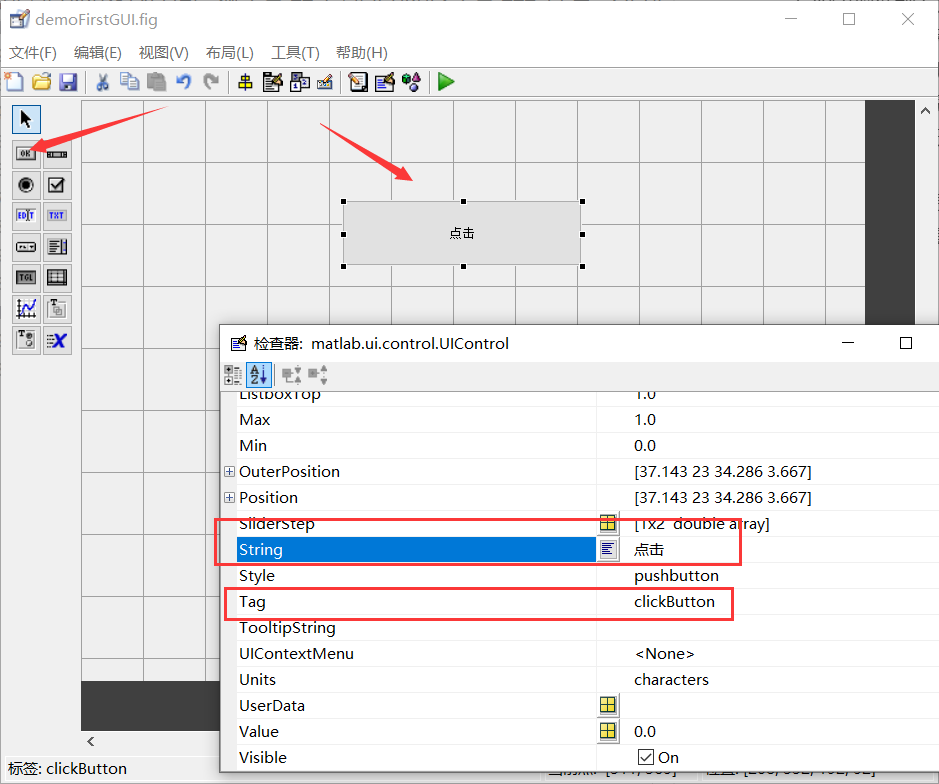 demoFirstGUI.fig
文件(F) 编辑(E) 视图(V) 布局(L) 工具(T) 帮助(H)
OK
EDIT TXT
TGL
点击
检查器: matlab.ui.control.UIControl
ListboxTop 1.0
Max 1.0
Min 0.0
OuterPosition [37.143 23 34.286 3.667]
Position [37.143 23 34.286 3.667]
SliderStep [1x2 double array]
String 点击
Style pushbutton
Tag clickButton
TooltipString
UIContextMenu <None>
Units characters
UserData
Value 0.0
Visible On
标签: clickButton